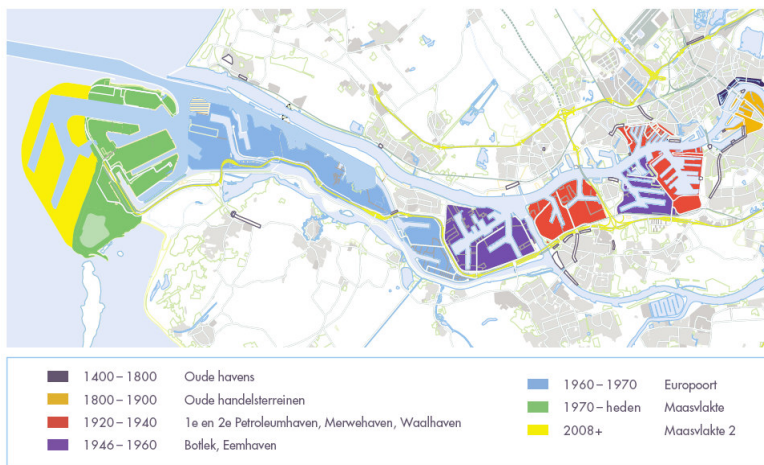 1400 – 1800 Oude havens
1800 – 1900 Oude handelsterreinen
1920 – 1940 1e en 2e Petroleumhaven, Merwehaven, Waalhaven
1946 – 1960 Botlek, Eemhaven
1960 – 1970 Europoort
1970 – heden Maasvlakte
2008+ Maasvlakte 2